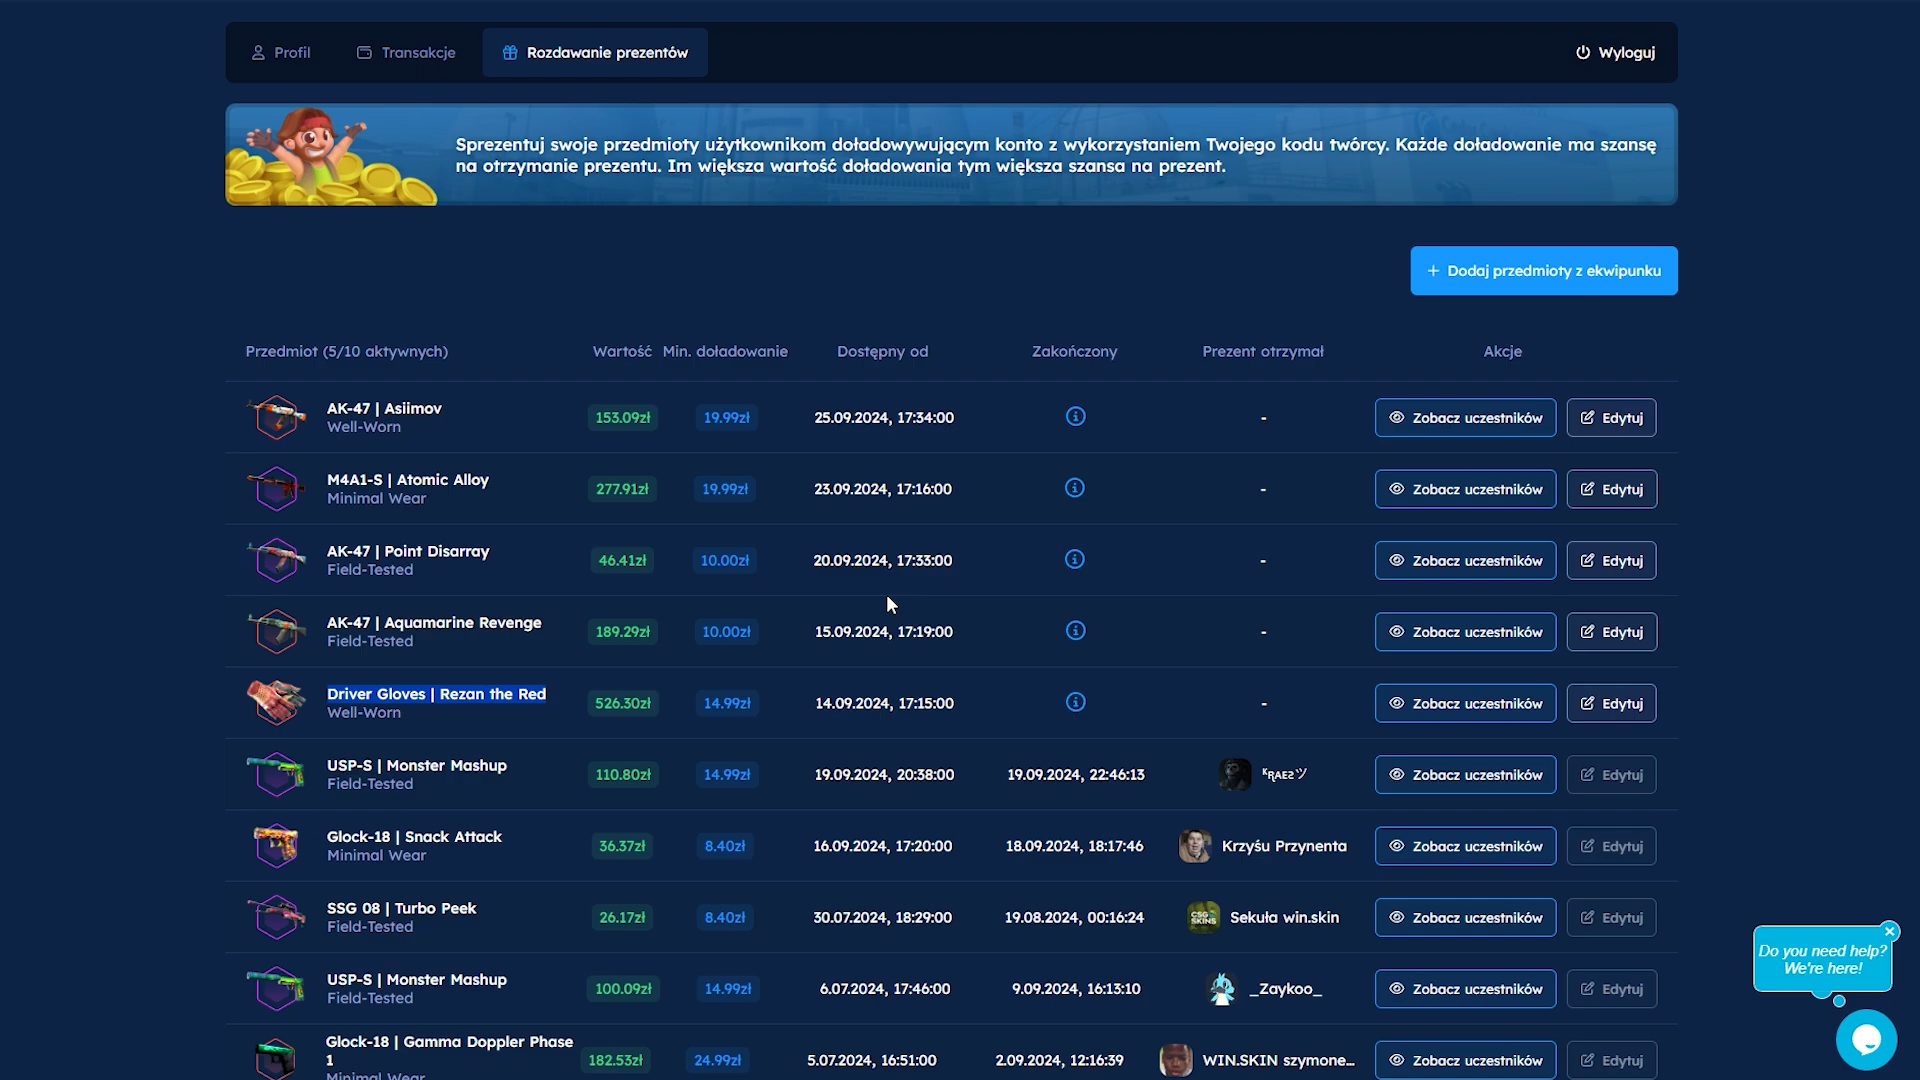 Profil
Transakcje
Rozdawanie prezentów
Wyloguj
Sprezentuj swoje przedmioty użytkownikom doładowywującym konto z wykorzystaniem Twojego kodu twórcy. Każde doładowanie ma szansę
na otrzymanie prezentu. Im większa wartość doładowania tym większa szansa na prezent.
+ Dodaj przedmioty z ekwipunku
Przedmiot (5/10 aktywnych) Wartość Min. doładowanie Dostępny od Zakończony Prezent otrzymał Akcje
AK-47 | Asiimov
Well-Worn
153.09zł 19.99zł 25.09.2024, 17:34:00 - Zobacz uczestników Edytuj
M4A1-S | Atomic Alloy
Minimal Wear
277.91zł 19.99zł 23.09.2024, 17:16:00 - Zobacz uczestników Edytuj
AK-47 | Point Disarray
Field-Tested
46.41zł 10.00zł 20.09.2024, 17:33:00 - Zobacz uczestników Edytuj
AK-47 | Aquamarine Revenge
Field-Tested
189.29zł 10.00zł 15.09.2024, 17:19:00 - Zobacz uczestników Edytuj
Driver Gloves | Rezan the Red
Well-Worn
526.30zł 14.99zł 14.09.2024, 17:15:00 - Zobacz uczestników Edytuj
USP-S | Monster Mashup
Field-Tested
110.80zł 14.99zł 19.09.2024, 20:38:00 19.09.2024, 22:46:13 Zobacz uczestników Edytuj
Glock-18 | Snack Attack
Minimal Wear
36.37zł 8.40zł 16.09.2024, 17:20:00 18.09.2024, 18:17:46 Krzyśu Przynenta Zobacz uczestników Edytuj
SSG 08 | Turbo Peek
Field-Tested
26.17zł 8.40zł 30.07.2024, 18:29:00 19.08.2024, 00:16:24 Sekuła win.skin Zobacz uczestników Edytuj
USP-S | Monster Mashup
Field-Tested
100.09zł 14.99zł 6.07.2024, 17:46:00 9.09.2024, 16:13:10 _Zaykoo_ Zobacz uczestników Edytuj
Glock-18 | Gamma Doppler Phase
1
Minimal Wear
182.53zł 24.99zł 5.07.2024, 16:51:00 2.09.2024, 12:16:39 WIN.SKIN szymone... Zobacz uczestników Edytuj
Do you need help?
We're here!